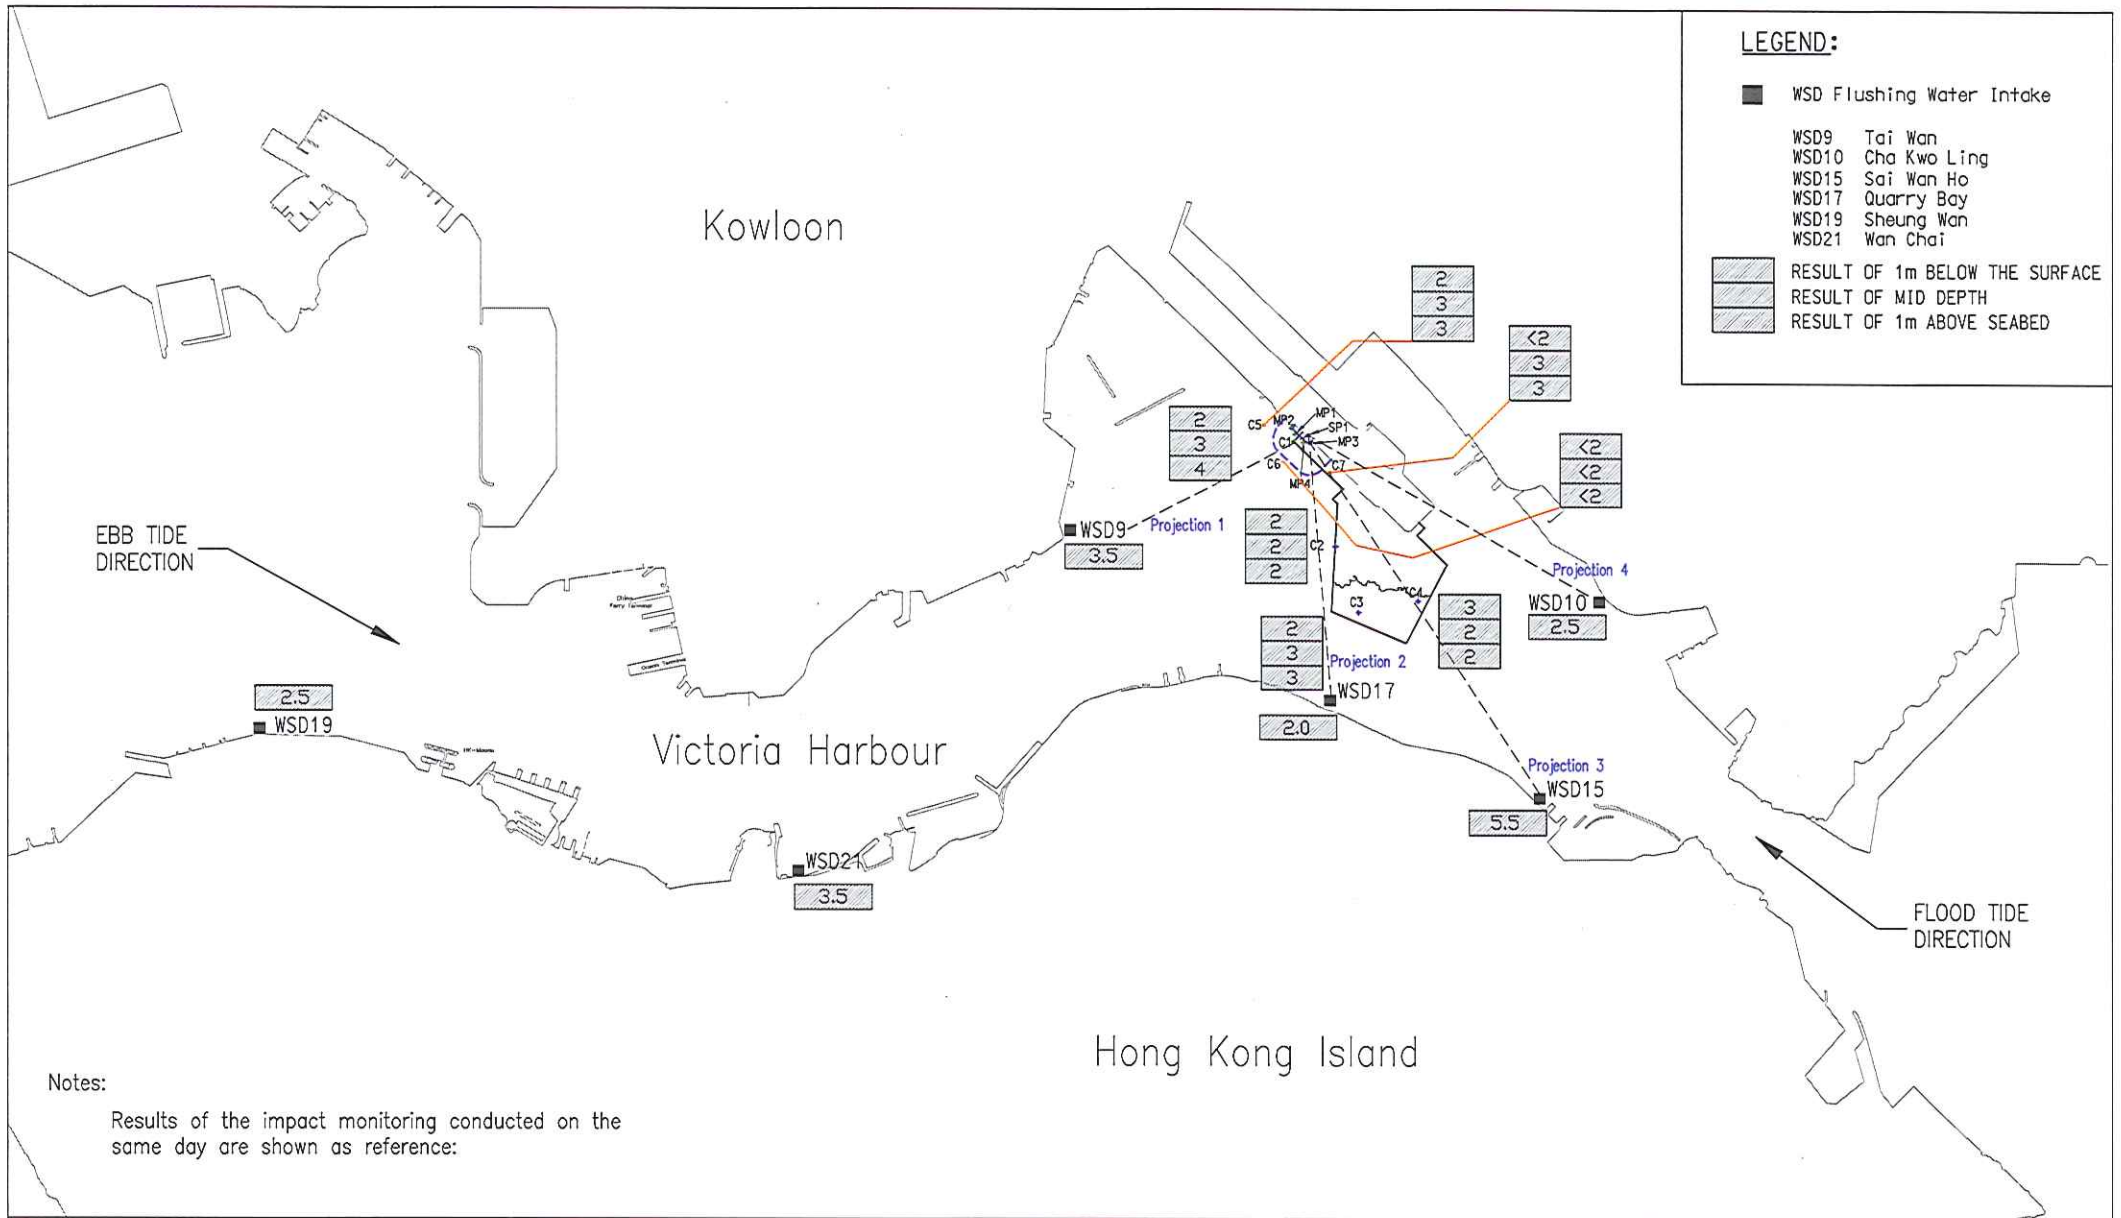 LEGEND:
WSD Flushing Water Intake
WSD9 Tai Wan
WSD10 Cha Kwo Ling
WSD15 Sai Wan Ho
WSD17 Quarry Bay
WSD19 Sheung Wan
WSD21 Wan Chai
RESULT OF 1m BELOW THE SURFACE
RESULT OF MID DEPTH
RESULT OF 1m ABOVE SEABED
Kowloon
2
3
3
<2
3
3
2
3
4
C5
MP2
MP1
SP1
C1
MP3
C6
C7
MP4
<2
<2
<2
WSD9
3.5
Projection 1
2
2
2
C2
EBB TIDE
DIRECTION
China
Ferry Terminal
Ocean Terminal
Projection 4
WSD10
2.5
C3
C4
3
2
2
2
3
3
Projection 2
WSD17
2.0
2.5
WSD19
Victoria Harbour
Projection 3
WSD15
5.5
WSD21
3.5
FLOOD TIDE
DIRECTION
Hong Kong Island
Notes:
Results of the impact monitoring conducted on the
same day are shown as reference: